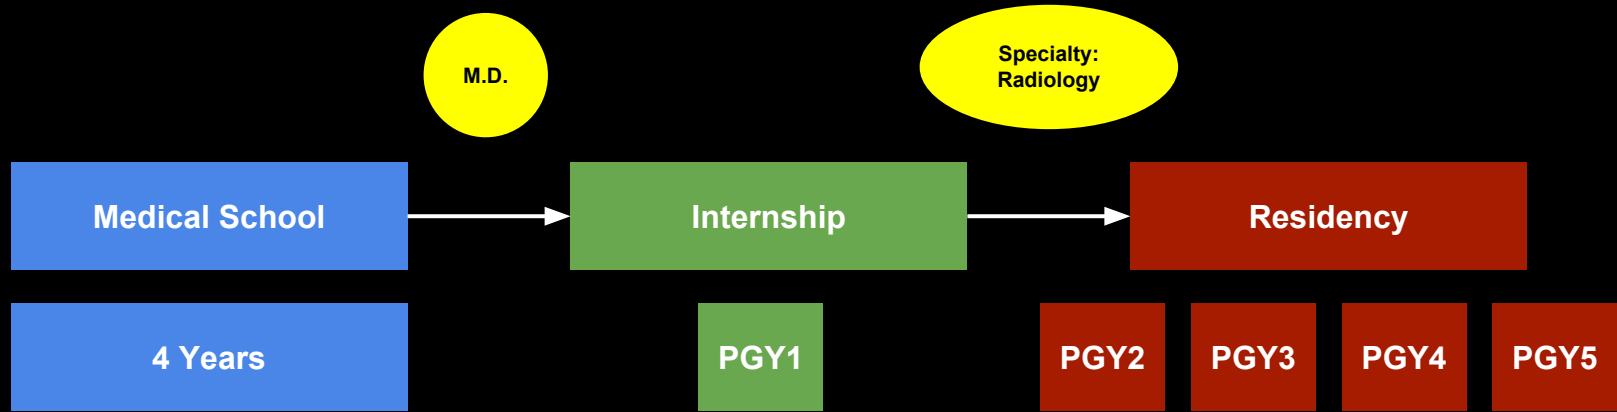 M.D.
Specialty:
Radiology
Medical School
Internship
Residency
4 Years
PGY1
PGY2
PGY3
PGY4
PGY5